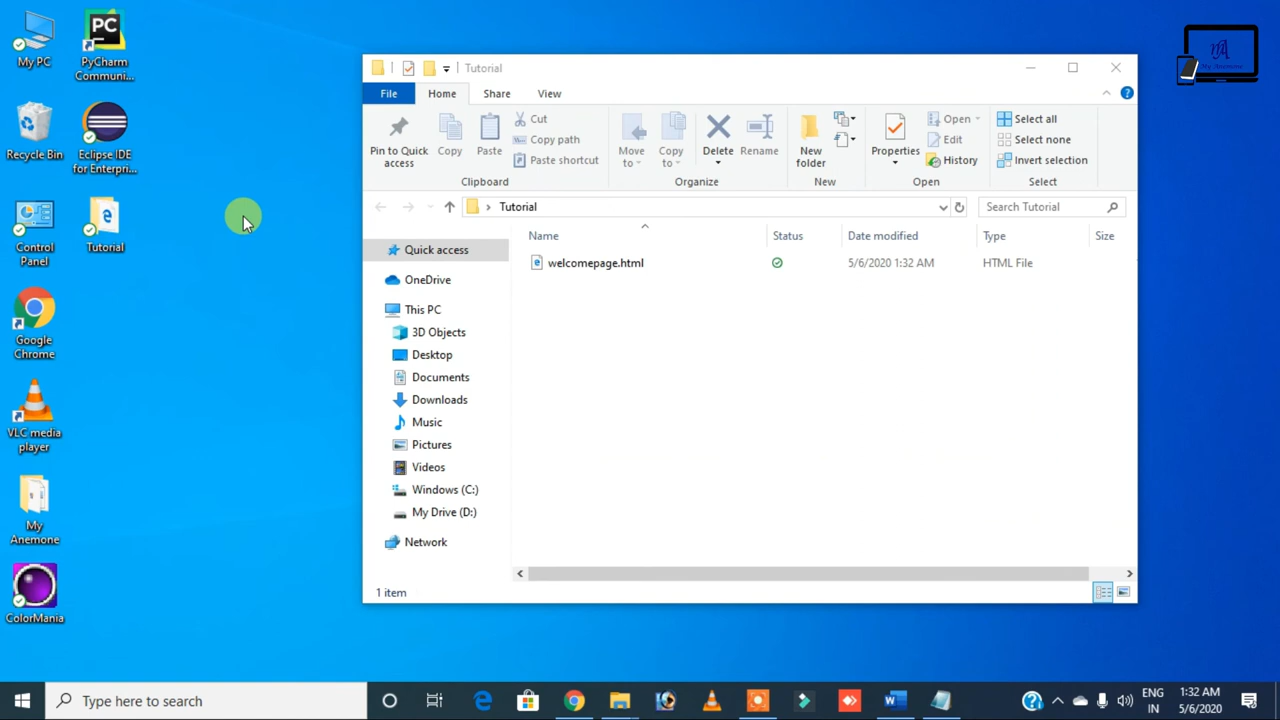 My PC
PyCharm
Communi...
Recycle Bin
Eclipse IDE
for Enterpri...
Control
Panel
Tutorial
Google
Chrome
VLC media
player
My
Anemone
ColorMania
Tutorial
File
Home
Share
View
Pin to Quick
access
Copy
Paste
Cut
Copy path
Paste shortcut
Clipboard
Move
to
Copy
to
Delete
Rename
Organize
New
folder
New
Properties
Open
Edit
History
Open
Select all
Select none
Invert selection
Select
Tutorial
Search Tutorial
Quick access
OneDrive
This PC
3D Objects
Desktop
Documents
Downloads
Music
Pictures
Videos
Windows (C:)
My Drive (D:)
Network
Name
Status
Date modified
Type
Size
welcomepage.html
5/6/2020 1:32 AM
HTML File
1 item
My Anemone
Type here to search
ENG
IN
1:32 AM
5/6/2020